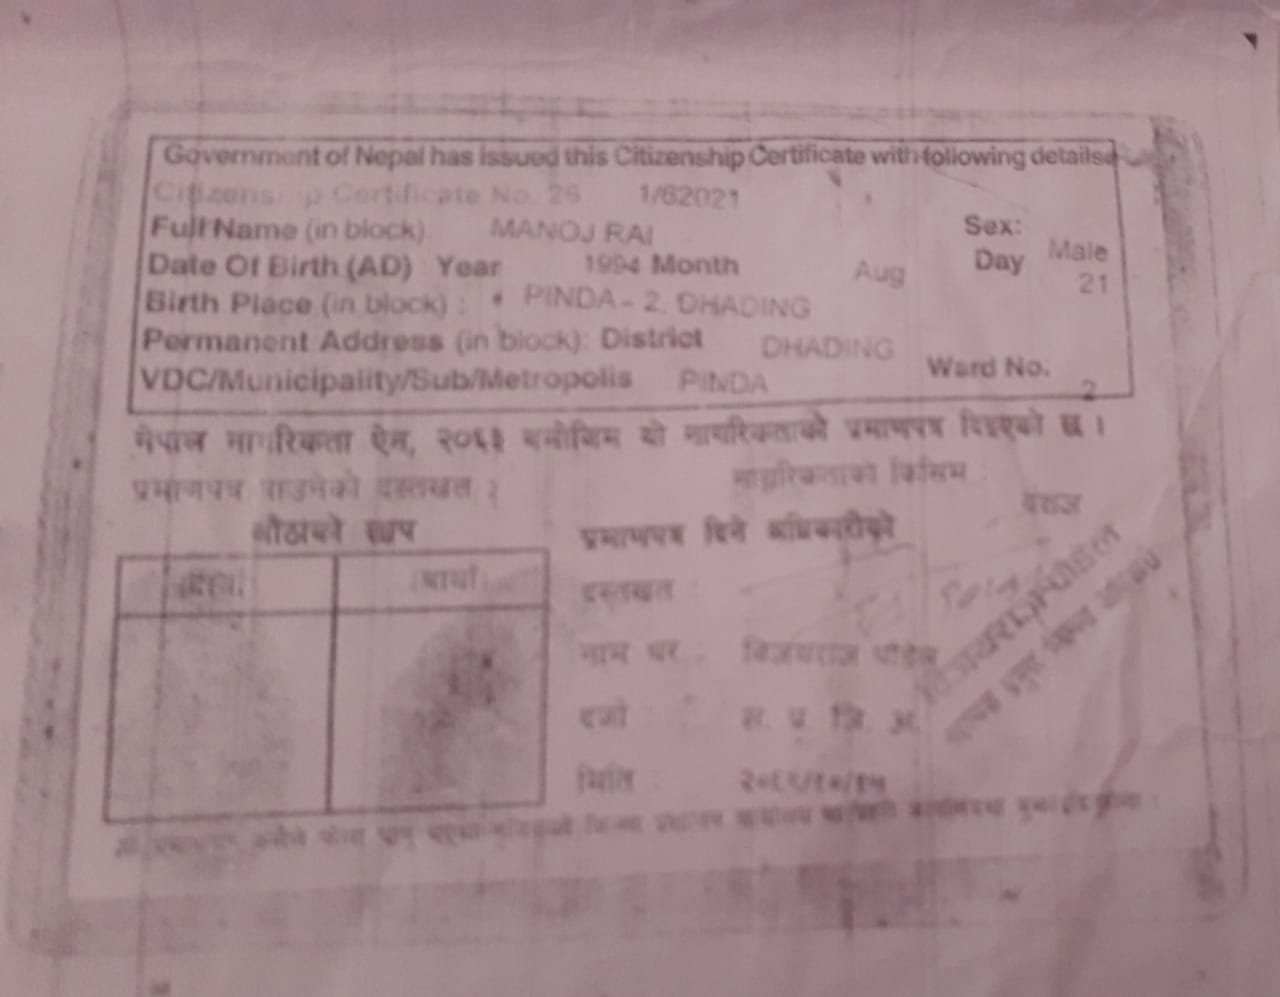 Government of Nepal has issued this Citizenship Certificate with following details
Certificate No. 26 1/62021
Full Name (in block). MANOJ RAI Sex: Male
Date Of Birth (AD) Year 1994 Month Aug Day 21
Birth Place (in block) : PINDA - 2, DHADING
Permanent Address (in block): District DHADING
VDC/Municipality/Sub/Metropolis PINDA Ward No. 2
नेपाल नागरिकता ऐन, २०६३ बमोजिम यो नागरिकताको प्रमाणपत्र दिइएको छ ।
प्रमाणपत्र पाउनेको दस्तखत :
नागरिकताको किसिम : वंशज
औंठाको छाप
प्रमाणपत्र दिने अधिकारीको
दस्तखत :
नाम थर : विजयराज पौडेल
दर्जा : स. प्र. जि. अ.
मिति :